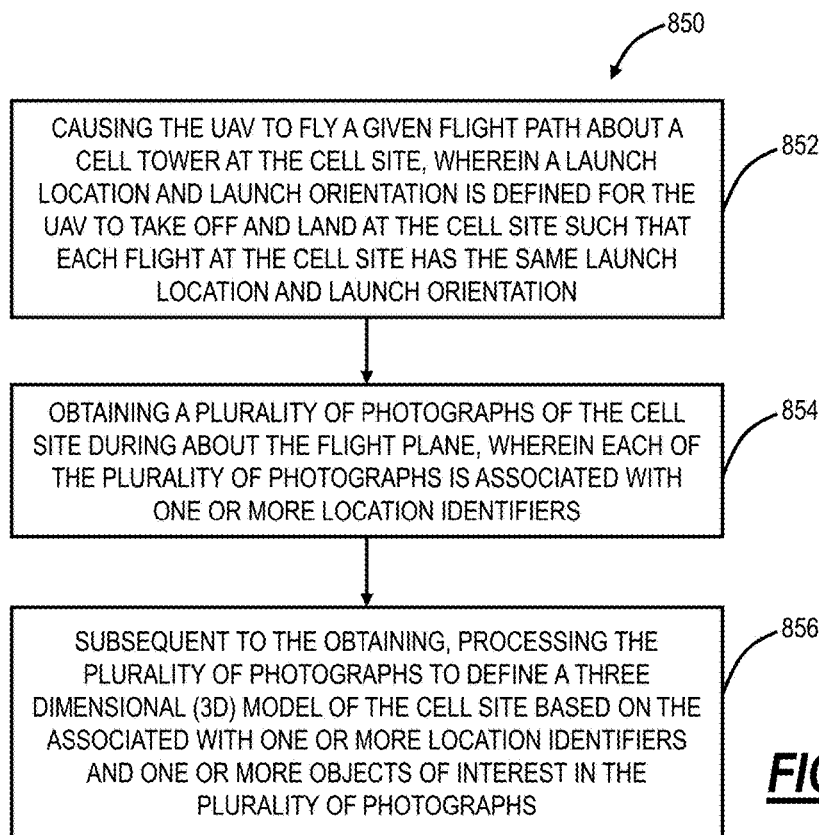 850
CAUSING THE UAV TO FLY A GIVEN FLIGHT PATH ABOUT A
CELL TOWER AT THE CELL SITE, WHEREIN A LAUNCH
LOCATION AND LAUNCH ORIENTATION IS DEFINED FOR THE
UAV TO TAKE OFF AND LAND AT THE CELL SITE SUCH THAT
EACH FLIGHT AT THE CELL SITE HAS THE SAME LAUNCH
LOCATION AND LAUNCH ORIENTATION
852
OBTAINING A PLURALITY OF PHOTOGRAPHS OF THE CELL
SITE DURING ABOUT THE FLIGHT PLANE, WHEREIN EACH OF
THE PLURALITY OF PHOTOGRAPHS IS ASSOCIATED WITH
ONE OR MORE LOCATION IDENTIFIERS
854
SUBSEQUENT TO THE OBTAINING, PROCESSING THE
PLURALITY OF PHOTOGRAPHS TO DEFINE A THREE
DIMENSIONAL (3D) MODEL OF THE CELL SITE BASED ON THE
ASSOCIATED WITH ONE OR MORE LOCATION IDENTIFIERS
AND ONE OR MORE OBJECTS OF INTEREST IN THE
PLURALITY OF PHOTOGRAPHS
856